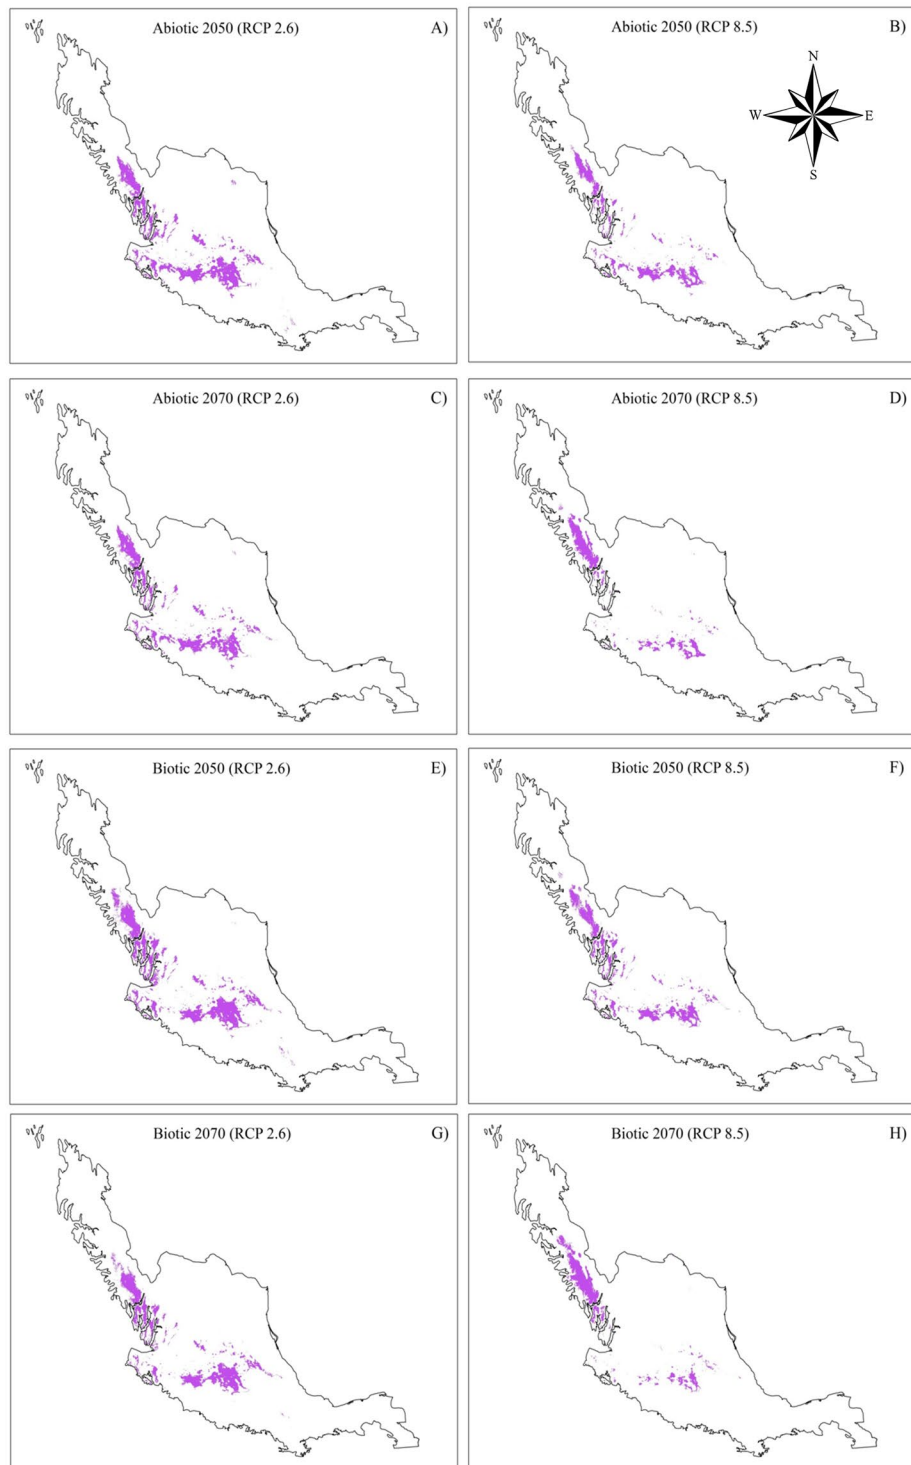 Abiotic 2050 (RCP 2.6) A)
Abiotic 2050 (RCP 8.5) B)
N
W E
S
Abiotic 2070 (RCP 2.6) C)
Abiotic 2070 (RCP 8.5) D)
Biotic 2050 (RCP 2.6) E)
Biotic 2050 (RCP 8.5) F)
Biotic 2070 (RCP 2.6) G)
Biotic 2070 (RCP 8.5) H)